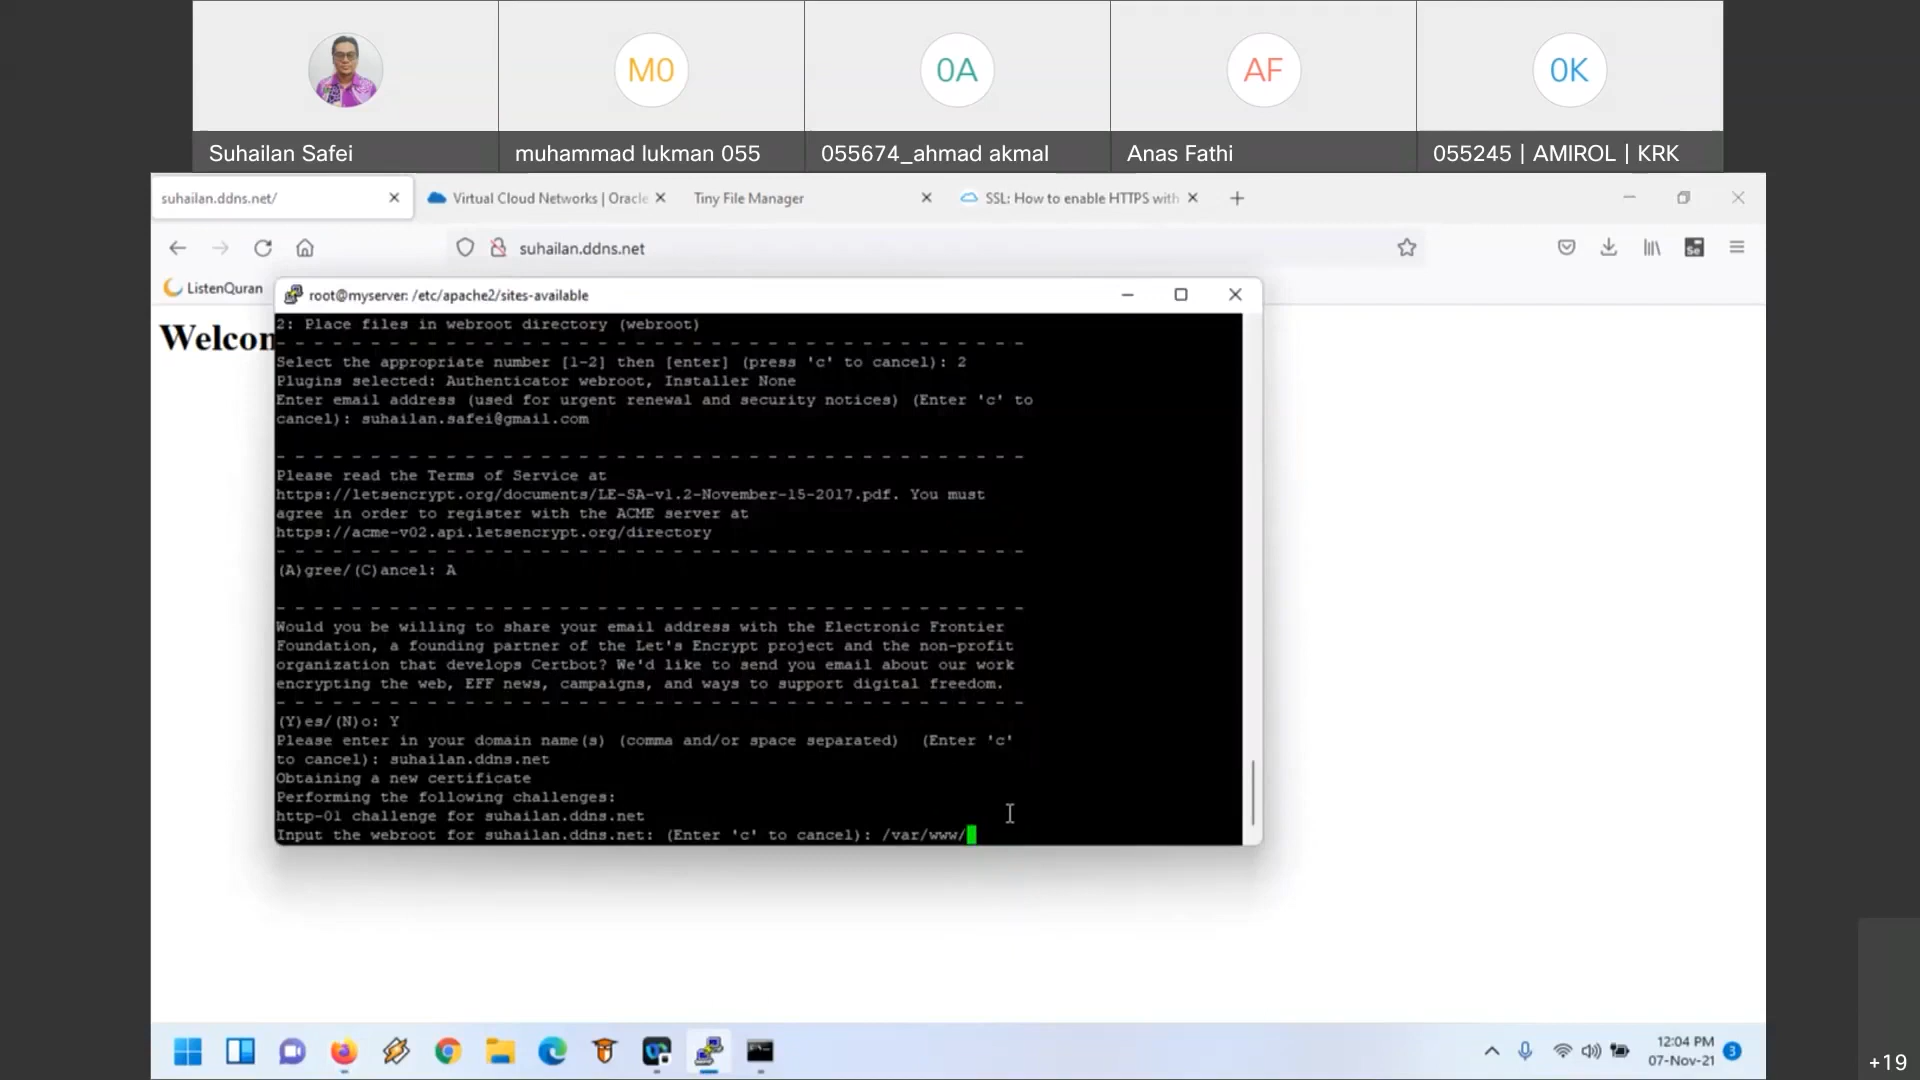 M0
0A
AF
0K
Suhailan Safei
muhammad lukman 055
055674_ahmad akmal
Anas Fathi
055245 | AMIROL | KRK
suhailan.ddns.net/
Virtual Cloud Networks | Oracle
Tiny File Manager
SSL: How to enable HTTPS with
suhailan.ddns.net
Se
ListenQuran
root@myserver: /etc/apache2/sites-available
Welcom
2: Place files in webroot directory (webroot)
- - - - - - - - - - - - - - - - - - - - - - - - - - - - - - - - - - - - - - - -
Select the appropriate number [1-2] then [enter] (press 'c' to cancel): 2
Plugins selected: Authenticator webroot, Installer None
Enter email address (used for urgent renewal and security notices) (Enter 'c' to
cancel): suhailan.safei@gmail.com
- - - - - - - - - - - - - - - - - - - - - - - - - - - - - - - - - - - - - - - -
Please read the Terms of Service at
https://letsencrypt.org/documents/LE-SA-v1.2-November-15-2017.pdf. You must
agree in order to register with the ACME server at
https://acme-v02.api.letsencrypt.org/directory
- - - - - - - - - - - - - - - - - - - - - - - - - - - - - - - - - - - - - - - -
(A)gree/(C)ancel: A
- - - - - - - - - - - - - - - - - - - - - - - - - - - - - - - - - - - - - - - -
Would you be willing to share your email address with the Electronic Frontier
Foundation, a founding partner of the Let's Encrypt project and the non-profit
organization that develops Certbot? We'd like to send you email about our work
encrypting the web, EFF news, campaigns, and ways to support digital freedom.
- - - - - - - - - - - - - - - - - - - - - - - - - - - - - - - - - - - - - - - -
(Y)es/(N)o: Y
Please enter in your domain name(s) (comma and/or space separated)  (Enter 'c'
to cancel): suhailan.ddns.net
Obtaining a new certificate
Performing the following challenges:
http-01 challenge for suhailan.ddns.net
Input the webroot for suhailan.ddns.net: (Enter 'c' to cancel): /var/www/
12:04 PM
07-Nov-21
3
+19